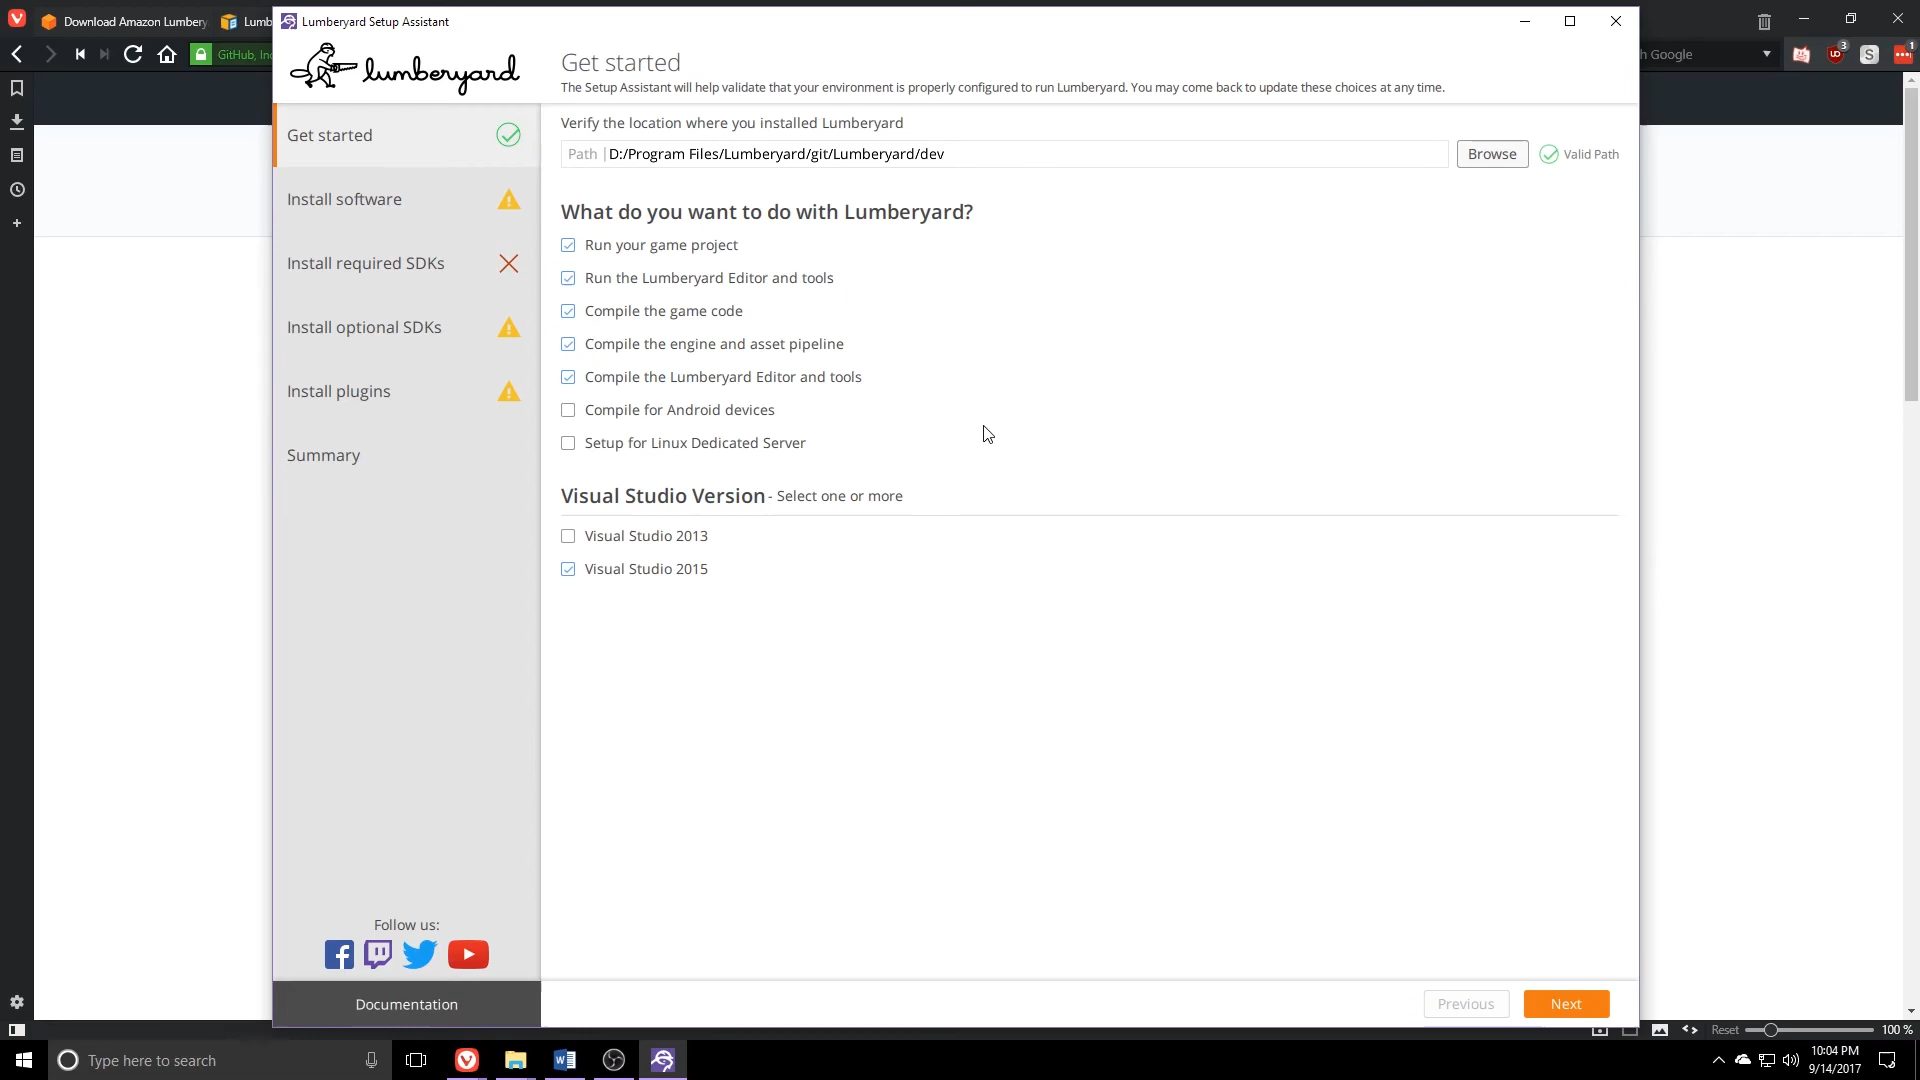 Download Amazon Lumbery
Lumb
Lumberyard Setup Assistant
GitHub, Inc
h Google
3
S
1
lumberyard
Get started
The Setup Assistant will help validate that your environment is properly configured to run Lumberyard. You may come back to update these choices at any time.
Get started
Install software
Install required SDKs
Install optional SDKs
Install plugins
Summary
Verify the location where you installed Lumberyard
Path D:/Program Files/Lumberyard/git/Lumberyard/dev
Browse
Valid Path
What do you want to do with Lumberyard?
Run your game project
Run the Lumberyard Editor and tools
Compile the game code
Compile the engine and asset pipeline
Compile the Lumberyard Editor and tools
Compile for Android devices
Setup for Linux Dedicated Server
Visual Studio Version - Select one or more
Visual Studio 2013
Visual Studio 2015
Follow us:
Documentation
Previous
Next
Reset
100 %
Type here to search
10:04 PM
9/14/2017